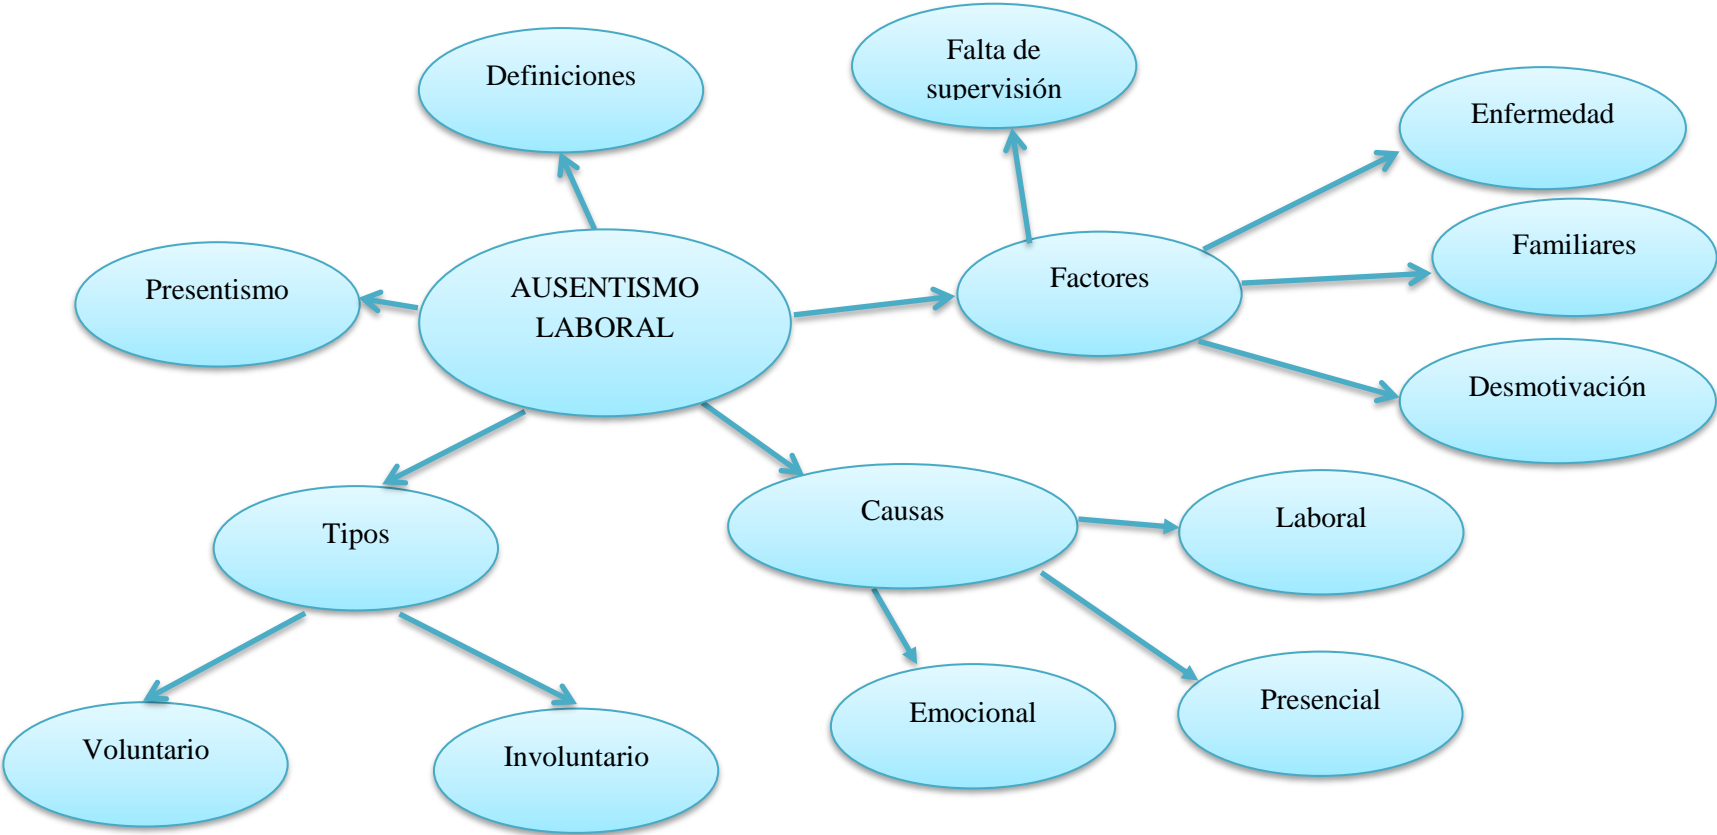 Definiciones
Falta de
supervisión
Enfermedad
Presentismo
AUSENTISMO
LABORAL
Factores
Familiares
Desmotivación
Tipos
Causas
Laboral
Voluntario
Involuntario
Emocional
Presencial